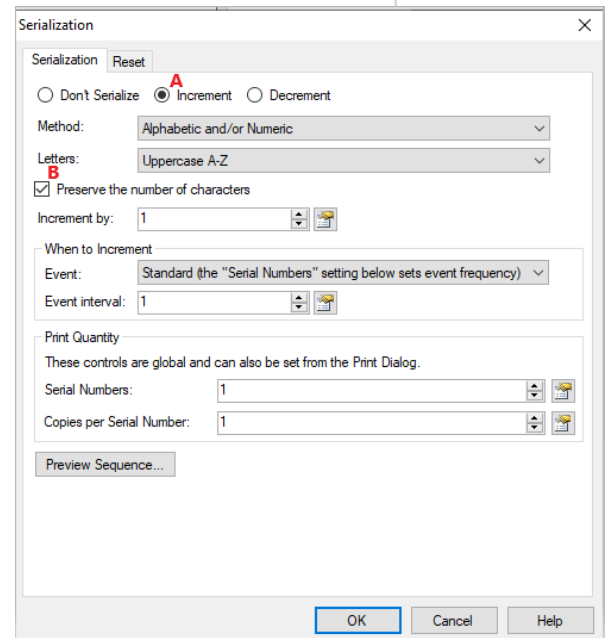 Serialization
Serialization Reset
A
Don't Serialize Increment Decrement
Method: Alphabetic and/or Numeric
Letters: Uppercase A-Z
B
Preserve the number of characters
Increment by: 1
When to Increment
Event: Standard (the "Serial Numbers" setting below sets event frequency)
Event interval: 1
Print Quantity
These controls are global and can also be set from the Print Dialog.
Serial Numbers: 1
Copies per Serial Number: 1
Preview Sequence...
OK Cancel Help